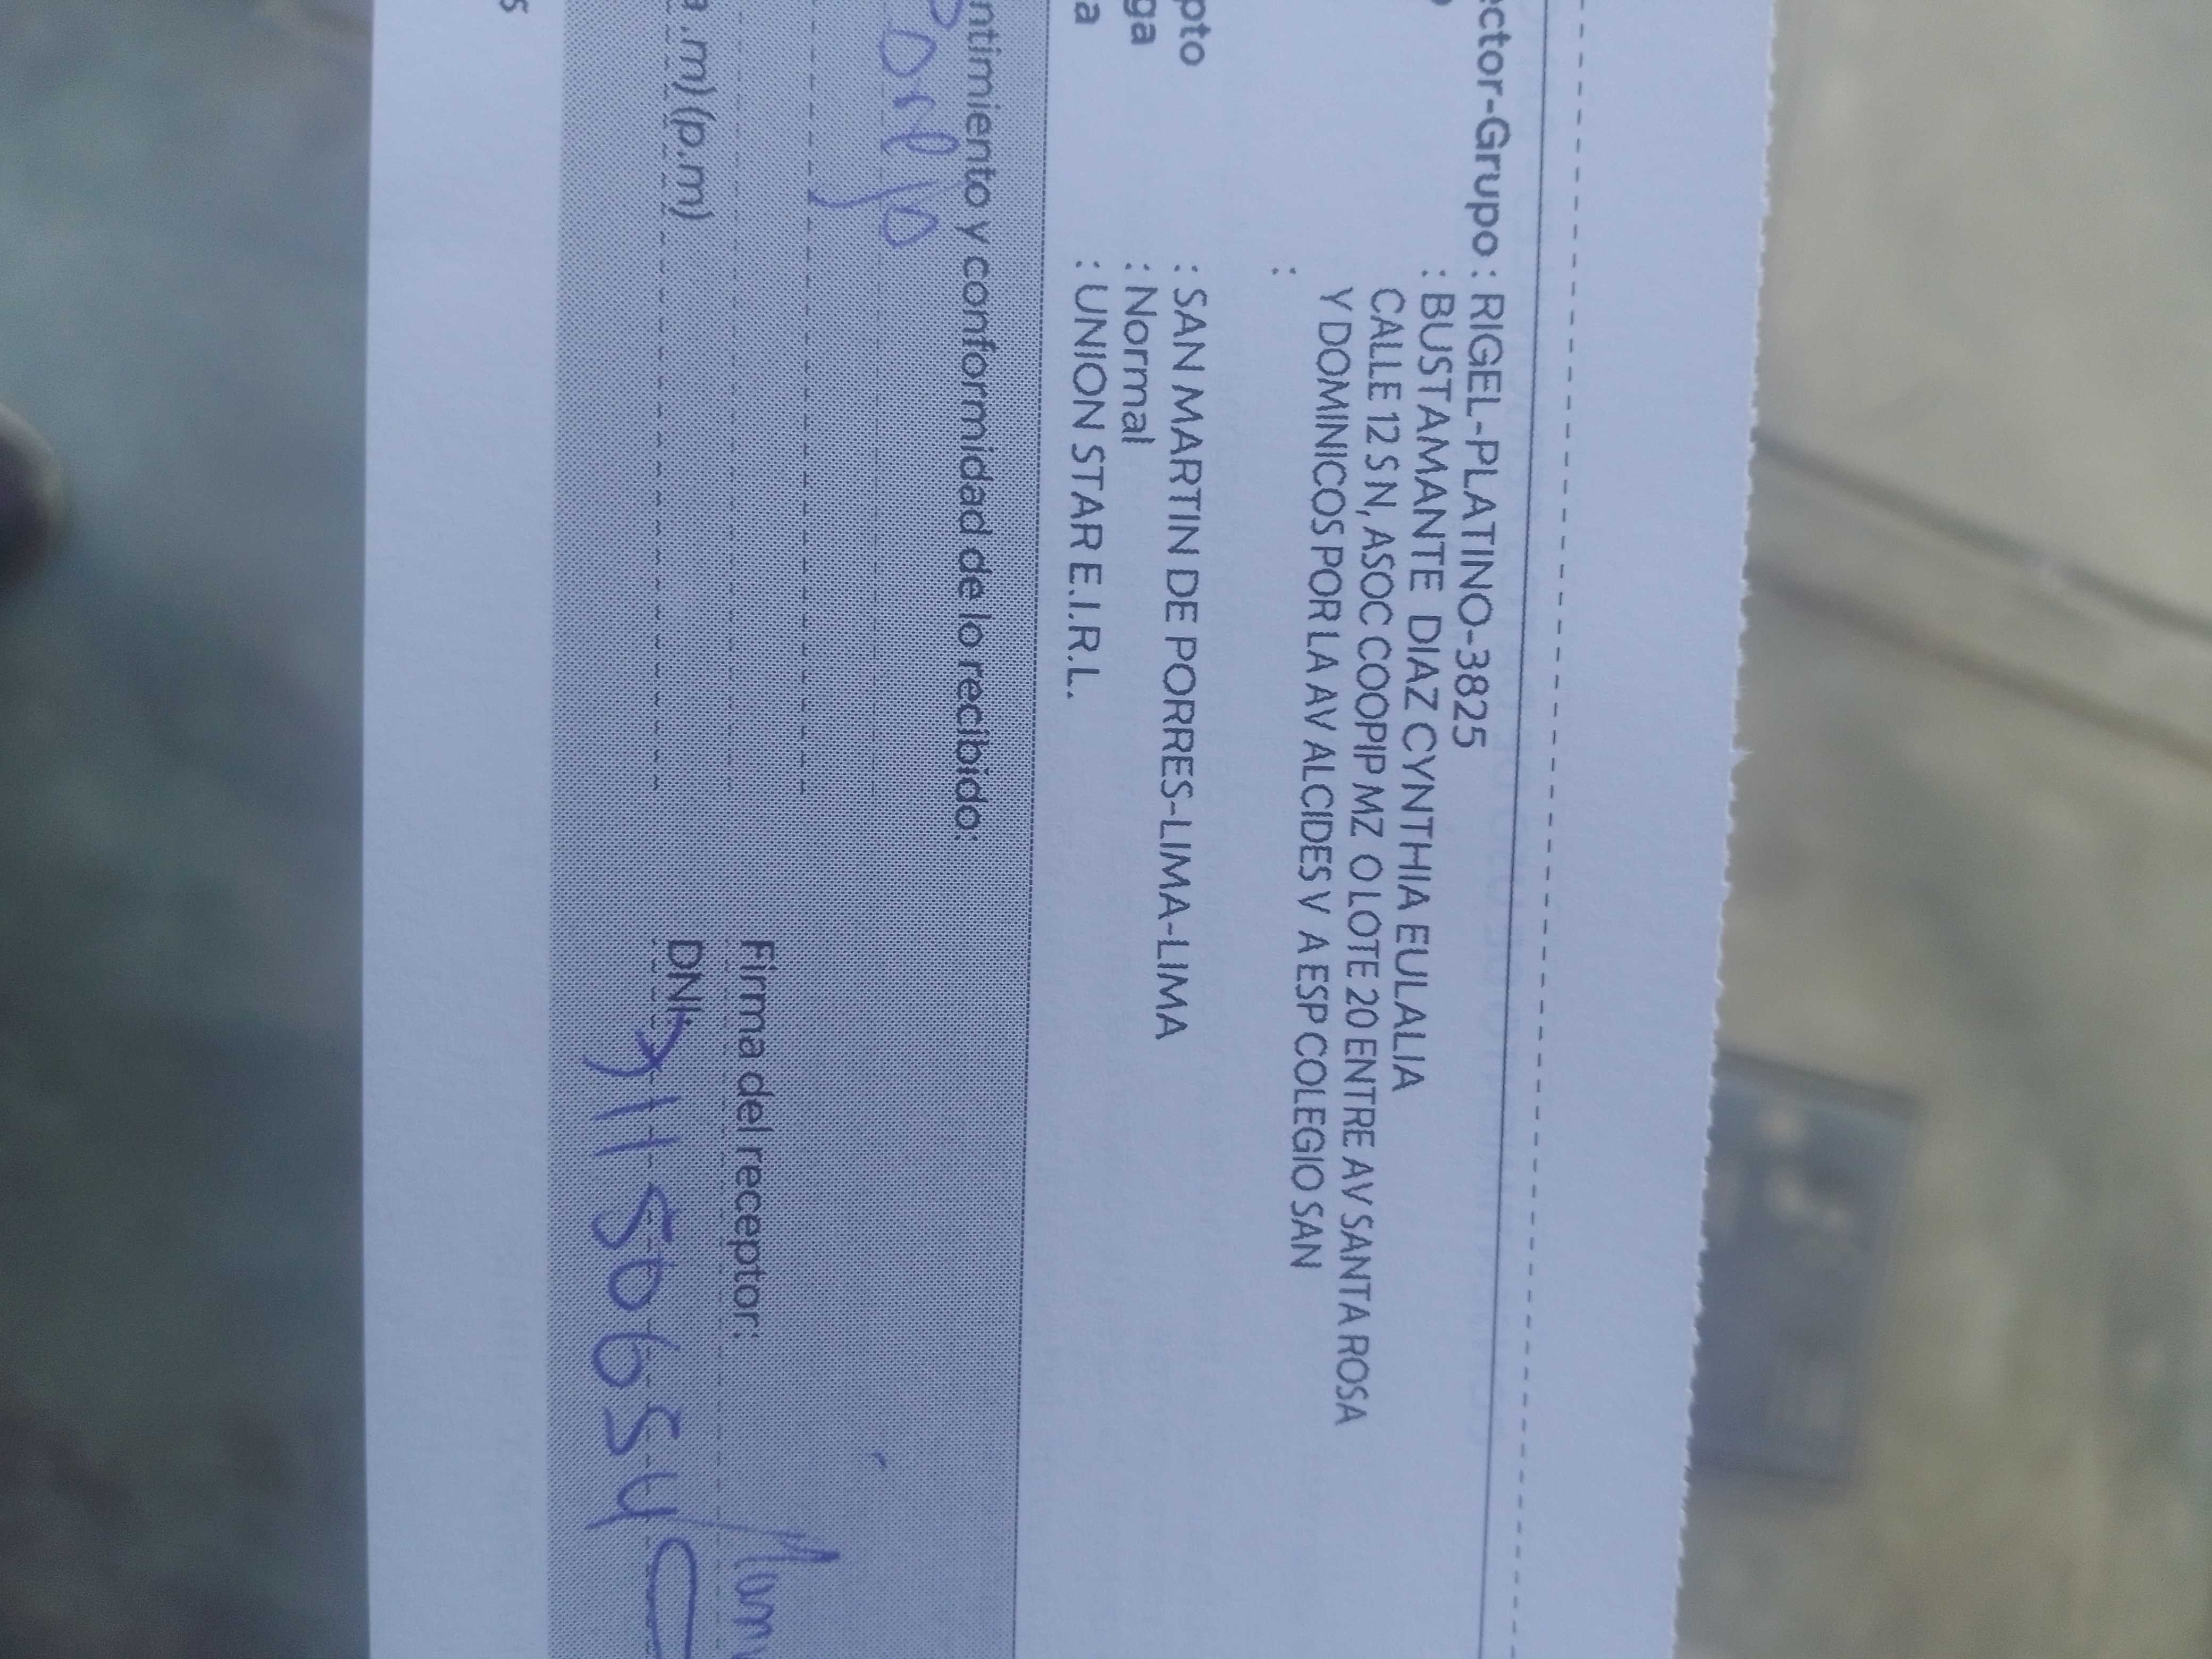 ector-Grupo : RIGEL-PLATINO-3825
: BUSTAMANTE DIAZ CYNTHIA EULALIA
CALLE 12 S N, ASOC COOPIP MZ O LOTE 20 ENTRE AV SANTA ROSA
Y DOMINICOS POR LA AV ALCIDES V A ESP COLEGIO SAN
:
pto : SAN MARTIN DE PORRES-LIMA-LIMA
ga : Normal
a : UNION STAR E.I.R.L.
ntimiento y conformidad de lo recibido:
Firma del receptor:
a.m) (p.m)
DNI:
s